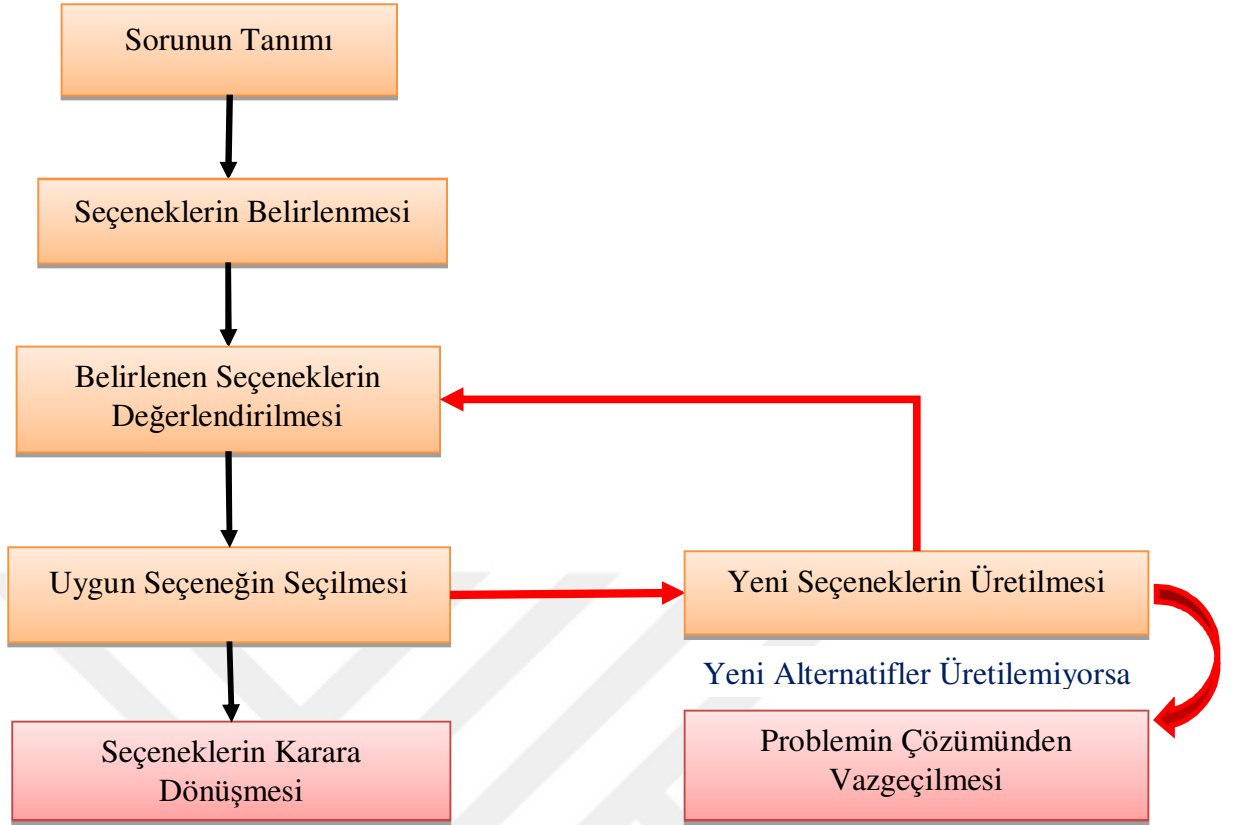 Sorunun Tanımı
Seçeneklerin Belirlenmesi
Belirlenen Seçeneklerin
Değerlendirilmesi
Uygun Seçeneğin Seçilmesi
Yeni Seçeneklerin Üretilmesi
Yeni Alternatifler Üretilemiyorsa
Seçeneklerin Karara
Dönüşmesi
Problemin Çözümünden
Vazgeçilmesi